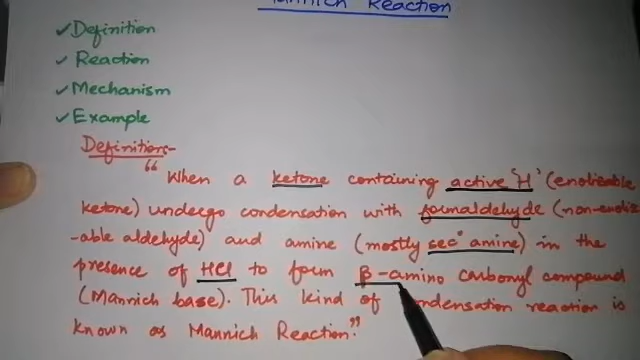 Mannich Reaction
✓Definition
✓Reaction
✓Mechanism
✓Example
Definition:-
"When a ketone containing active 'H' (enolizable
ketone) undergo condensation with formaldehyde (non-enoliz
-able aldehyde) and amine (mostly sec° amine) in the
presence of HCl to form β-amino carbonyl compound
(Mannich base). This kind of condensation reaction is
known as Mannich Reaction."